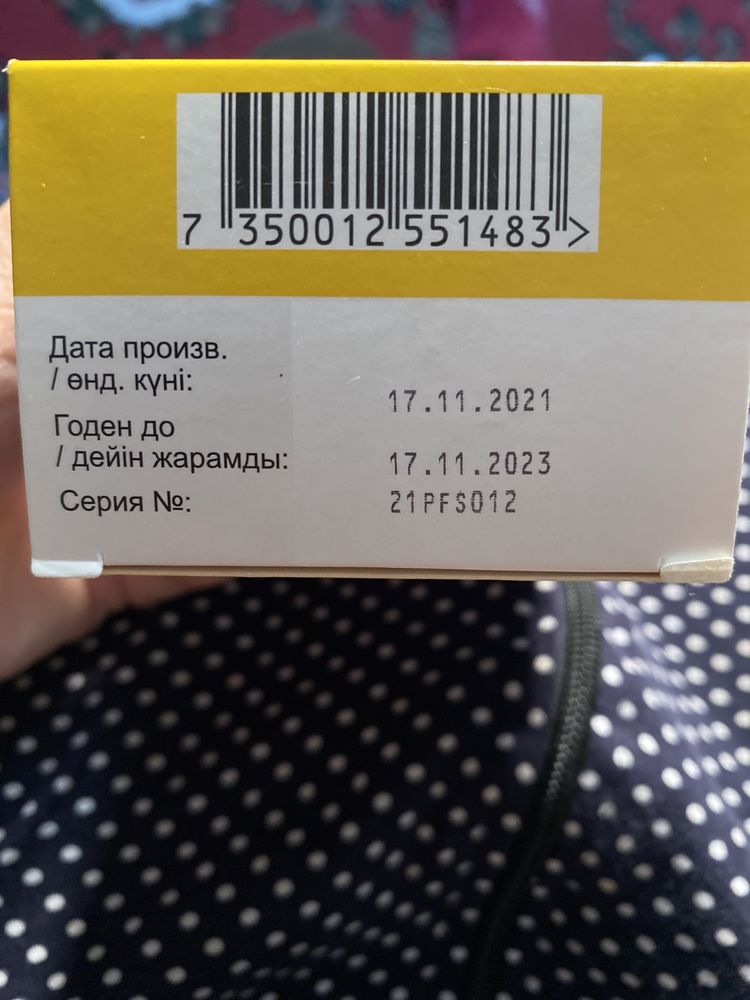 7 350012 551483 >
Дата произв.
/ өнд. күні:
17.11.2021
Годен до
/ дейін жарамды:
17.11.2023
Серия №:
21PFS012